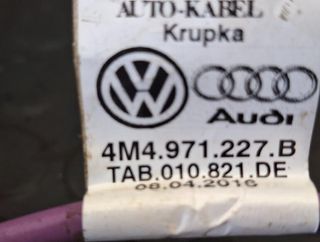 AUTO-KABEL
Krupka
Audi
4M4.971.227.B
TAB.010.821.DE
08.04.2016